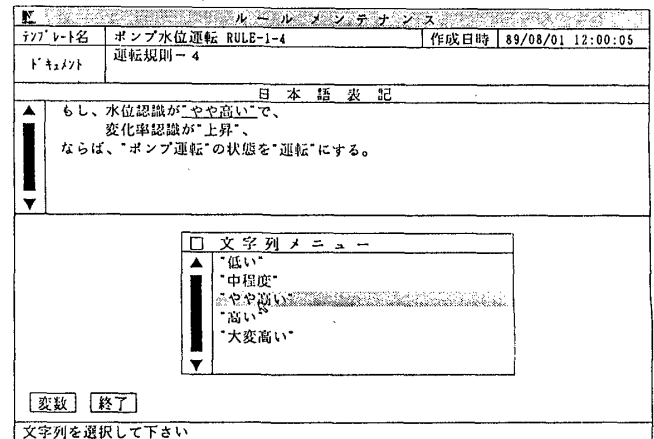 ルールメンテナンス
テンプレート名 ポンプ水位運転 RULE-1-4 作成日時 89/08/01 12:00:05
ドキュメント 運転規則-4
日本語表記
もし、水位認識が"やや高い"で、
変化率認識が"上昇"、
ならば、"ポンプ運転"の状態を"運転"にする。
文字列メニュー
"低い"
"中程度"
"やや高い"
"高い"
"大変高い"
変数 終了
文字列を選択して下さい